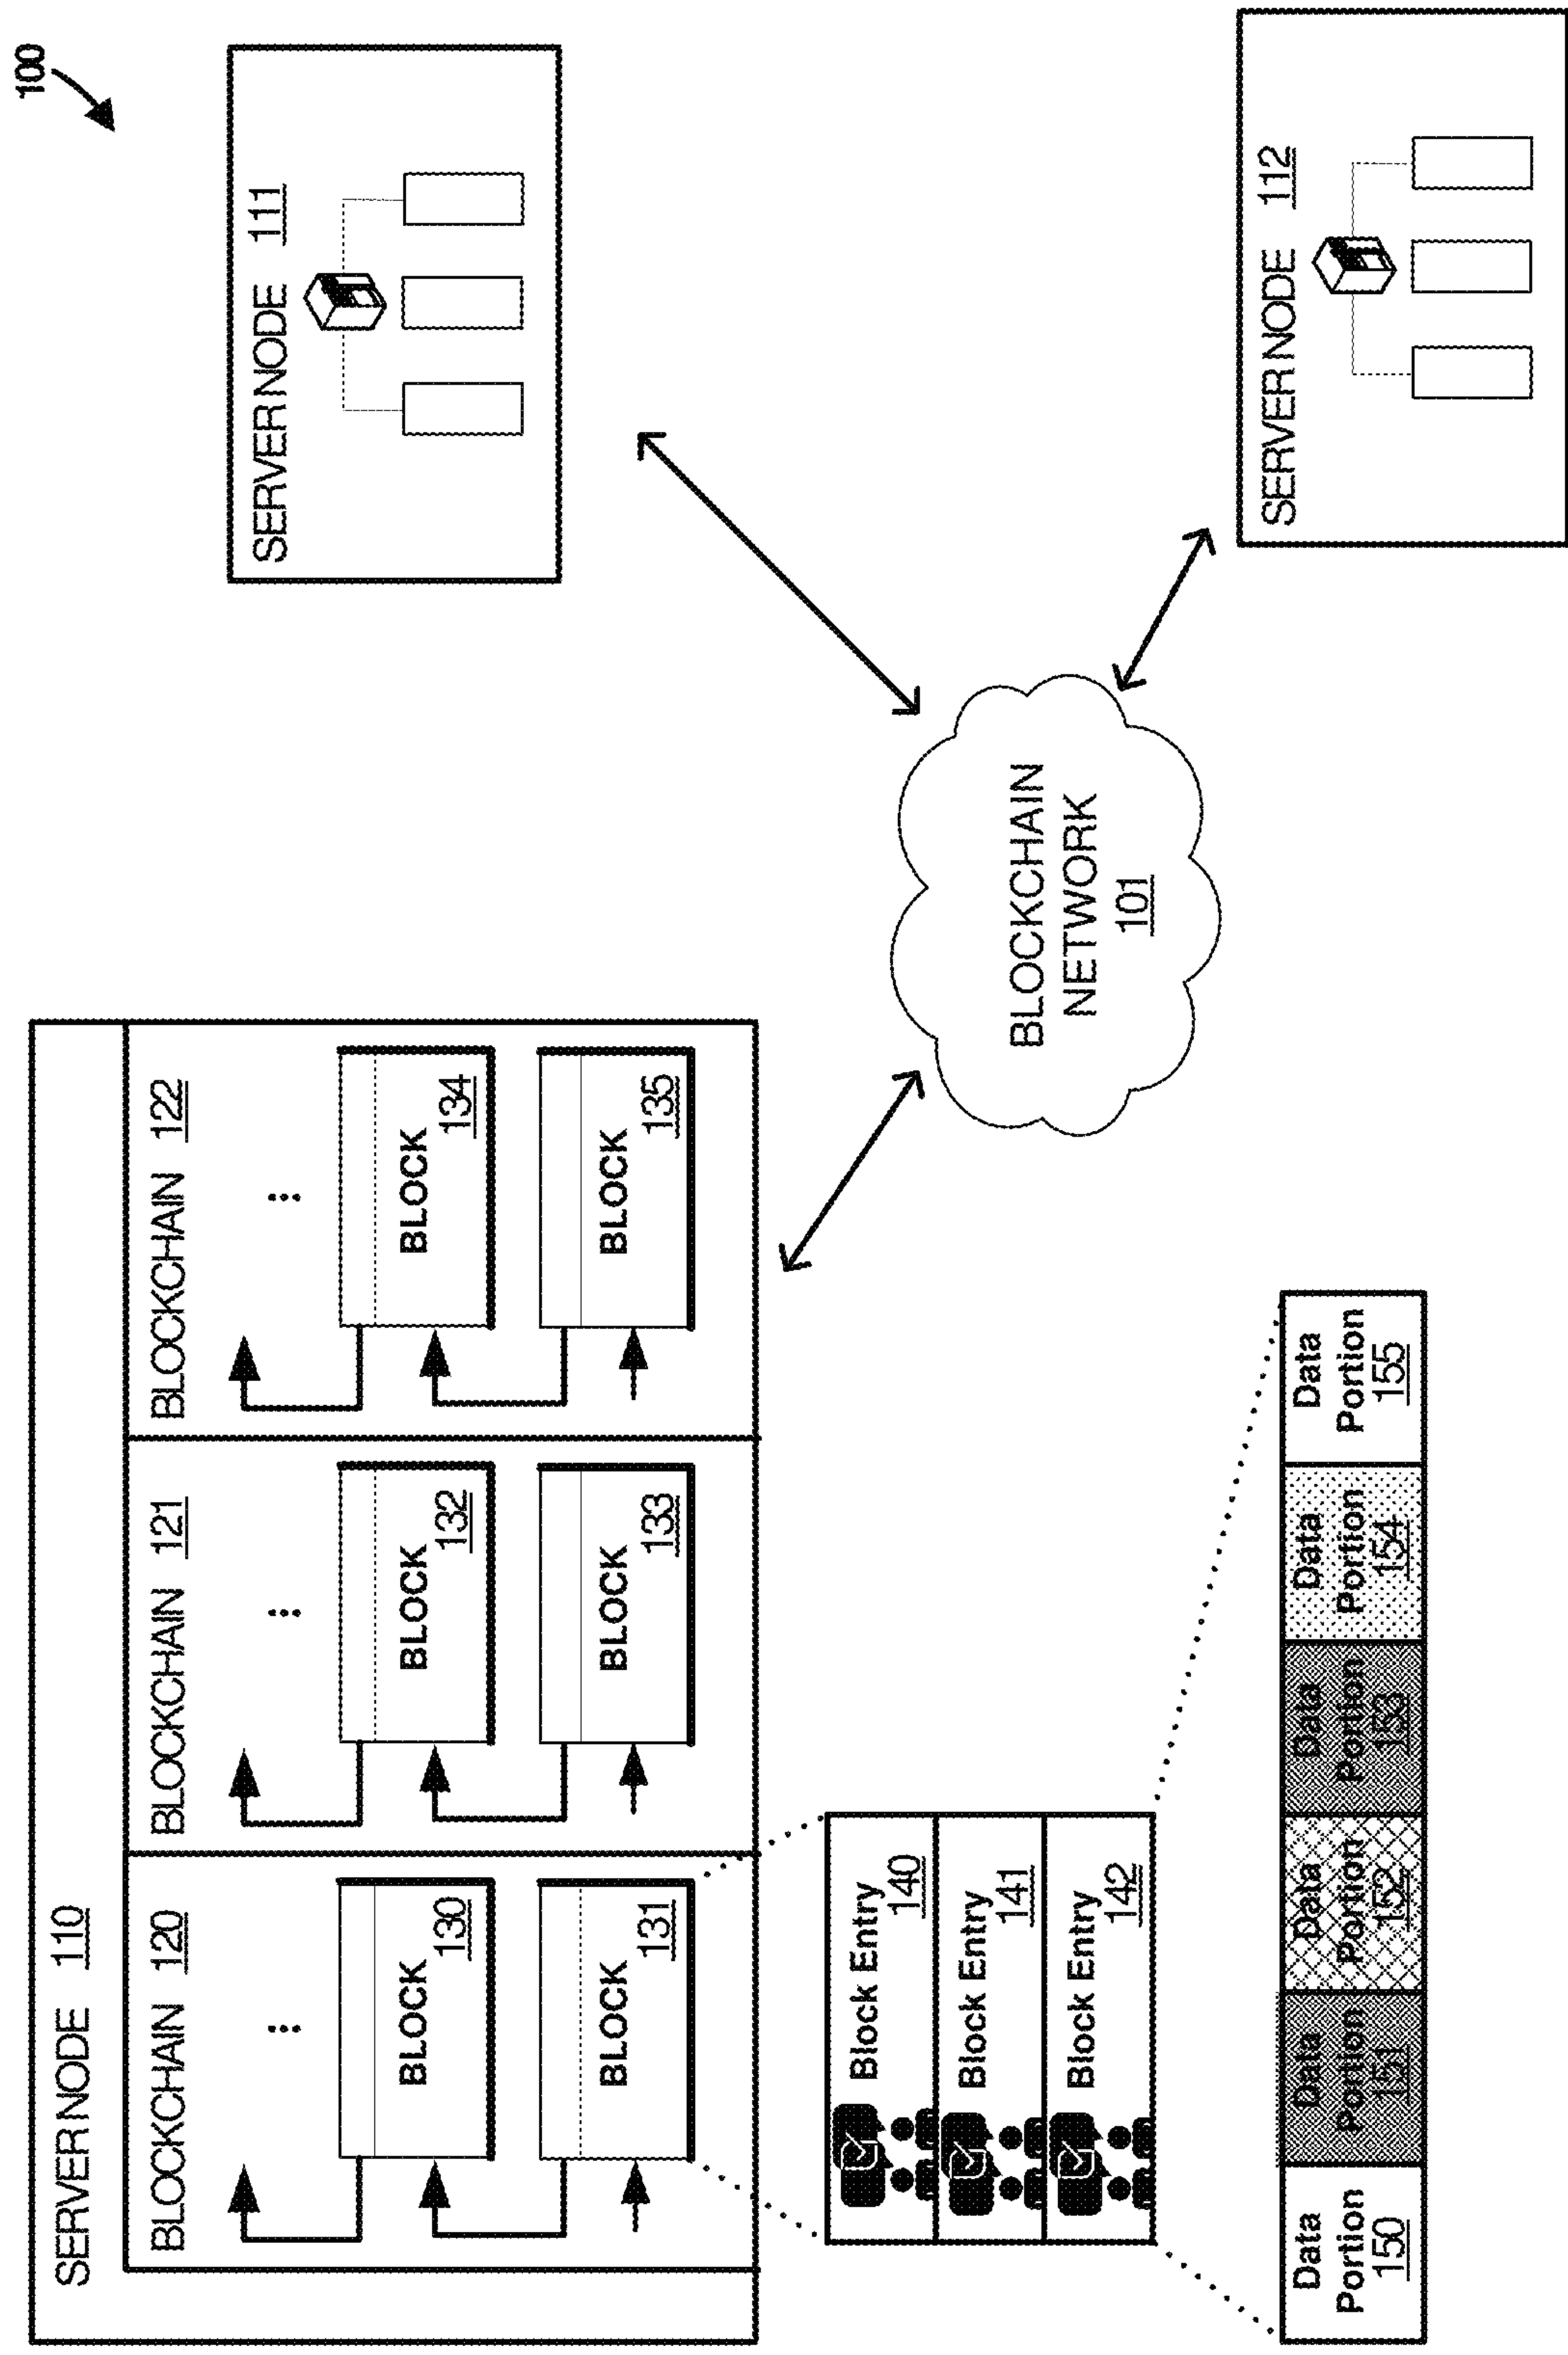 100
SERVER NODE 110
BLOCKCHAIN 120
BLOCK
130
BLOCK
131
BLOCKCHAIN 121
BLOCK
132
BLOCK
133
BLOCKCHAIN 122
BLOCK
134
BLOCK
135
SERVER NODE 111
BLOCKCHAIN
NETWORK
101
SERVER NODE 112
Block Entry
140
Block Entry
141
Block Entry
142
Data
Portion
150
Data
Portion
151
Data
Portion
152
Data
Portion
153
Data
Portion
154
Data
Portion
155